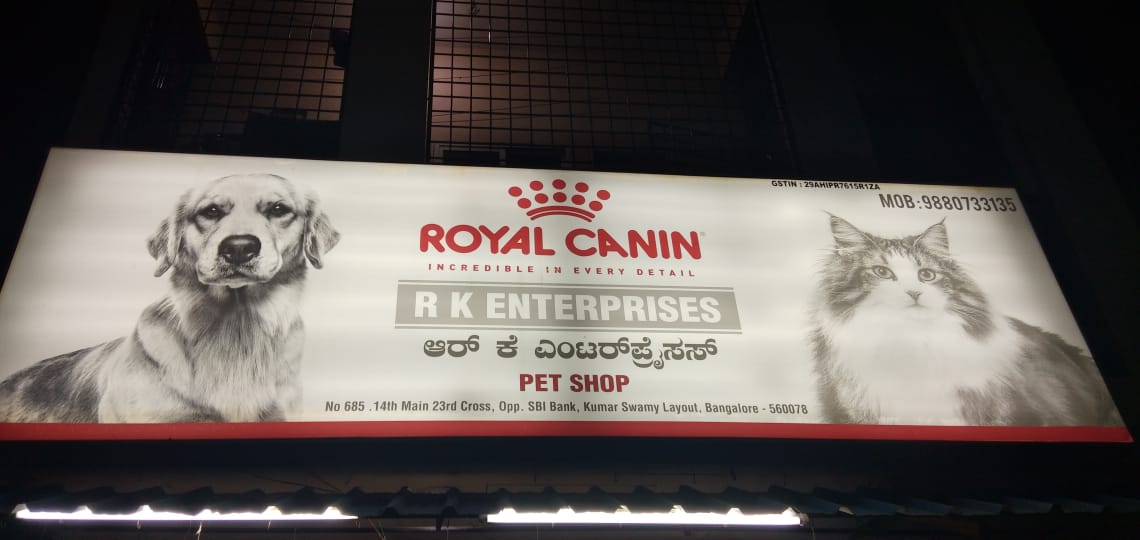 GSTIN : 29AHIPR7615R1ZA
MOB:9880733135
ROYAL CANIN
INCREDIBLE IN EVERY DETAIL
R K ENTERPRISES
ಆರ್ ಕೆ ಎಂಟರ್‌ಪ್ರೈಸಸ್
PET SHOP
No 685 .14th Main 23rd Cross, Opp. SBI Bank, Kumar Swamy Layout, Bangalore - 560078